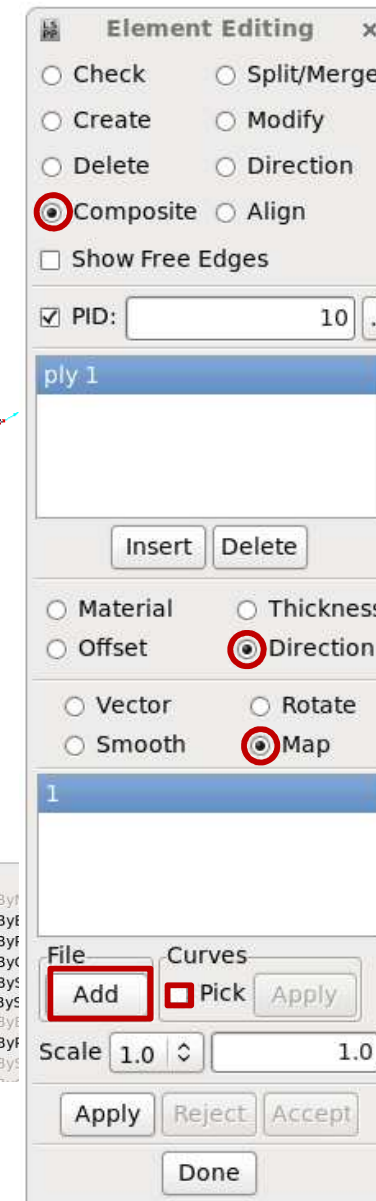 LS
PP
Element Editing
Check Split/Merge
Create Modify
Delete Direction
Composite Align
Show Free Edges
PID: 10 .
ply 1
Insert Delete
Material Thickness
Offset Direction
Vector Rotate
Smooth Map
1
File Curves
Add Pick Apply
Scale 1.0 1.0
Apply Reject Accept
Done